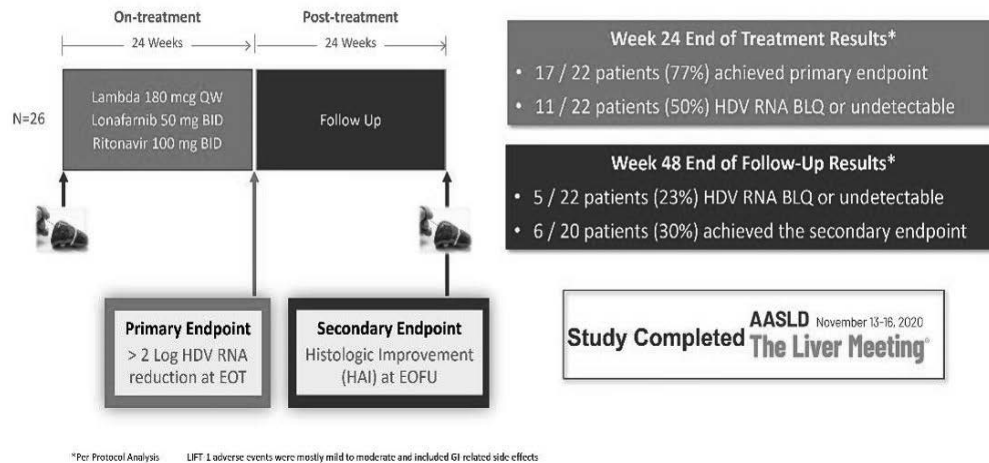 On-treatment
Post-treatment
24 Weeks
24 Weeks
N=26
Lambda 180 mcg QW
Lonafarnib 50 mg BID
Ritonavir 100 mg BID
Follow Up
Primary Endpoint
> 2 Log HDV RNA
reduction at EOT
Secondary Endpoint
Histologic Improvement
(HAI) at EOFU
Week 24 End of Treatment Results*
• 17 / 22 patients (77%) achieved primary endpoint
• 11 / 22 patients (50%) HDV RNA BLQ or undetectable
Week 48 End of Follow-Up Results*
• 5 / 22 patients (23%) HDV RNA BLQ or undetectable
• 6 / 20 patients (30%) achieved the secondary endpoint
Study Completed
AASLD November 13-16, 2020
The Liver Meeting®
*Per Protocol Analysis LIFT 1 adverse events were mostly mild to moderate and included GI related side effects